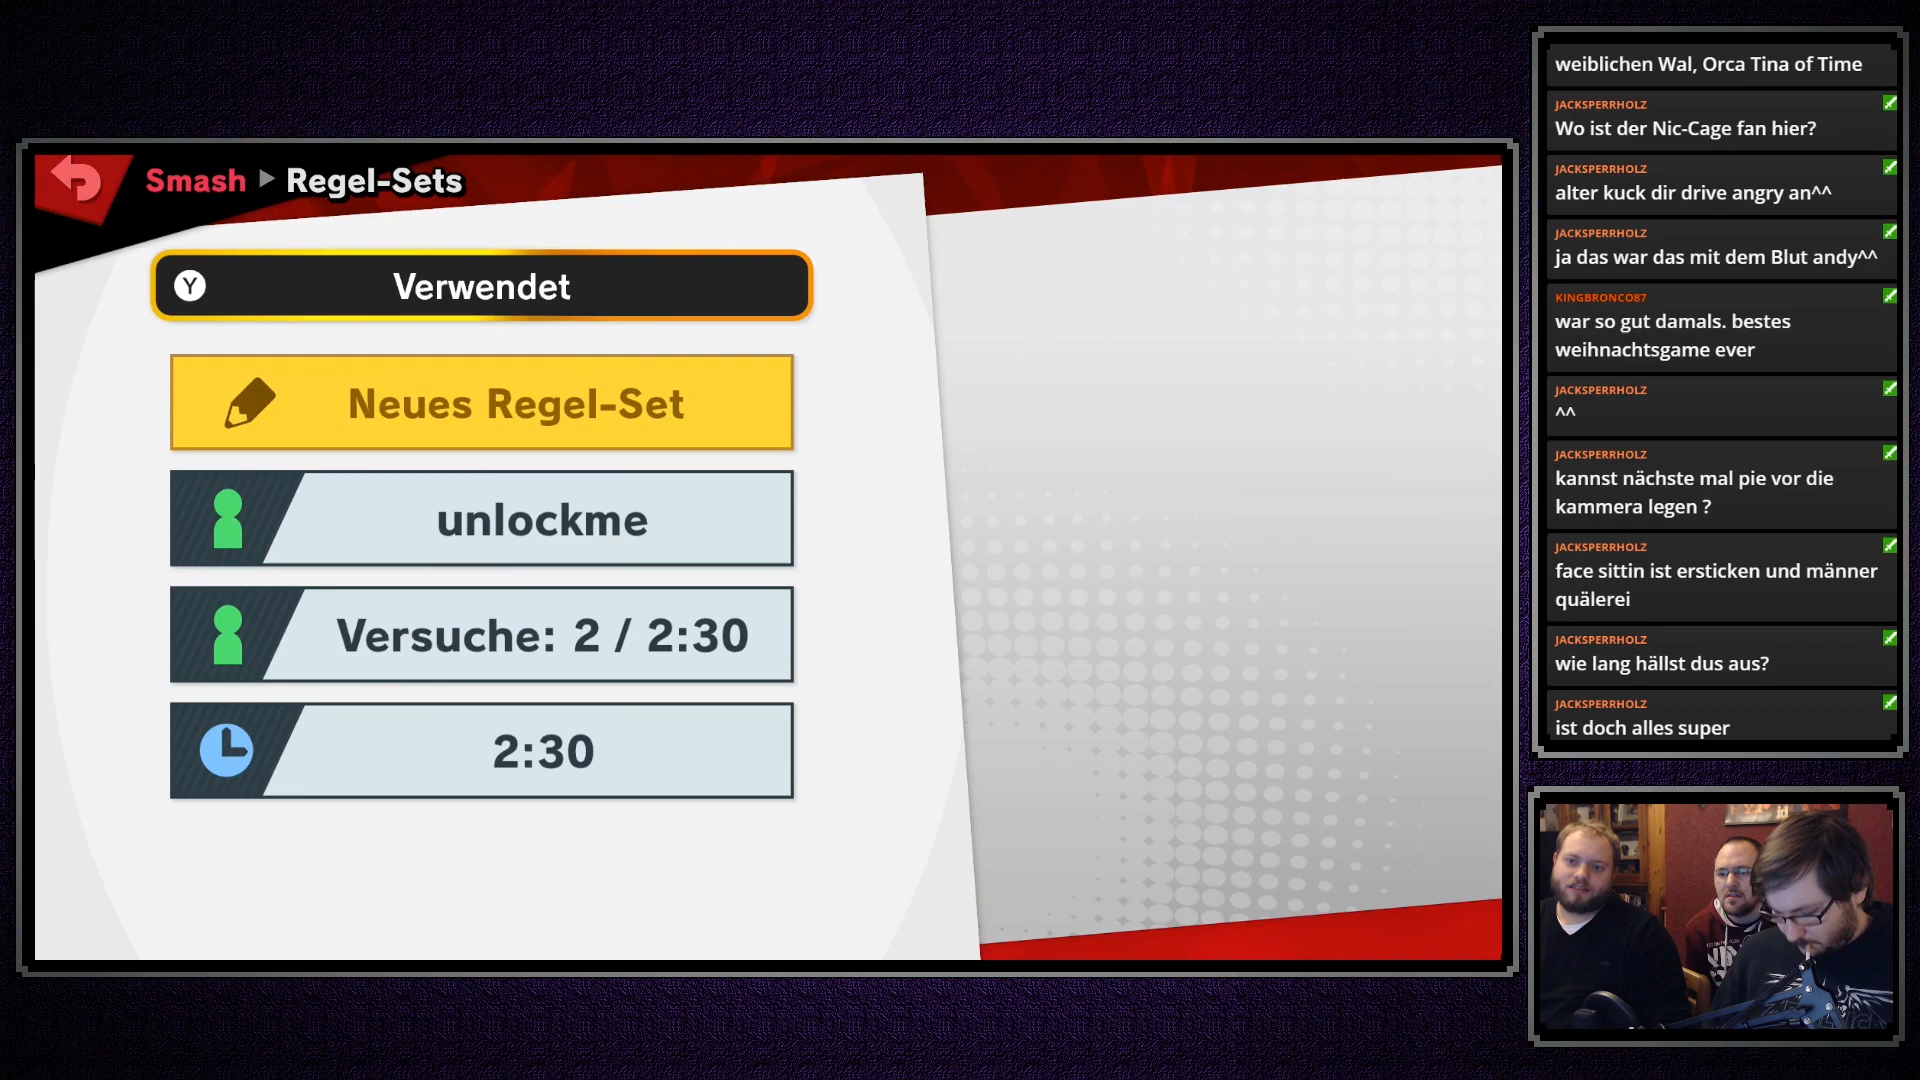 Smash
Regel-Sets
Y
Verwendet
Neues Regel-Set
unlockme
Versuche: 2 / 2:30
2:30
weiblichen Wal, Orca Tina of Time
JACKSPERRHOLZ
Wo ist der Nic-Cage fan hier?
JACKSPERRHOLZ
alter kuck dir drive angry an^^
JACKSPERRHOLZ
ja das war das mit dem Blut andy^^
KINGBRONCO87
war so gut damals. bestes
weihnachtsgame ever
JACKSPERRHOLZ
^^
JACKSPERRHOLZ
kannst nächste mal pie vor die
kammera legen ?
JACKSPERRHOLZ
face sittin ist ersticken und männer
quälerei
JACKSPERRHOLZ
wie lang hällst dus aus?
JACKSPERRHOLZ
ist doch alles super